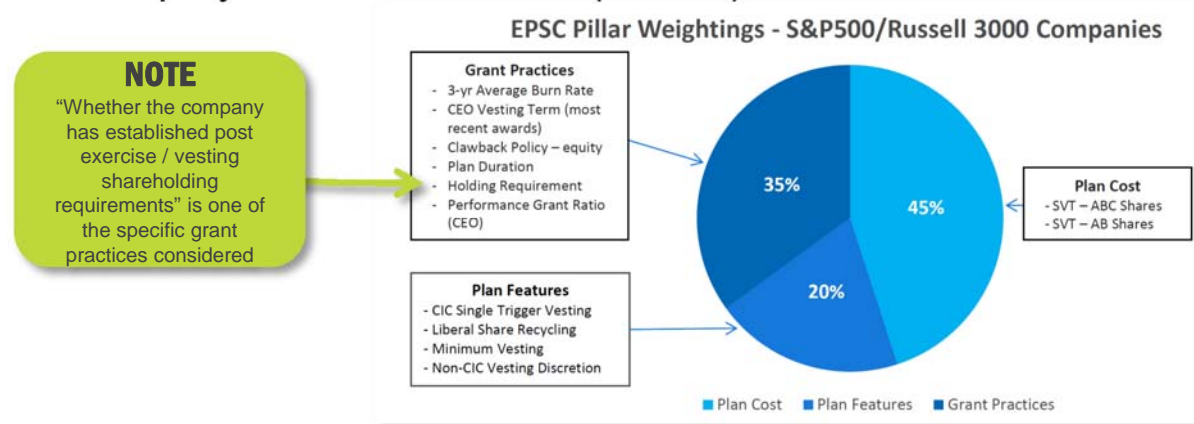 EPSC Pillar Weightings - S&P500/Russell 3000 Companies
NOTE
“Whether the company
has established post
exercise / vesting
shareholding
requirements” is one of
the specific grant
practices considered
Grant Practices
- 3-yr Average Burn Rate
- CEO Vesting Term (most
recent awards)
- Clawback Policy – equity
- Plan Duration
- Holding Requirement
- Performance Grant Ratio
(CEO)
Plan Features
- CIC Single Trigger Vesting
- Liberal Share Recycling
- Minimum Vesting
- Non-CIC Vesting Discretion
35%
45%
20%
Plan Cost
- SVT – ABC Shares
- SVT – AB Shares
Plan Cost
Plan Features
Grant Practices